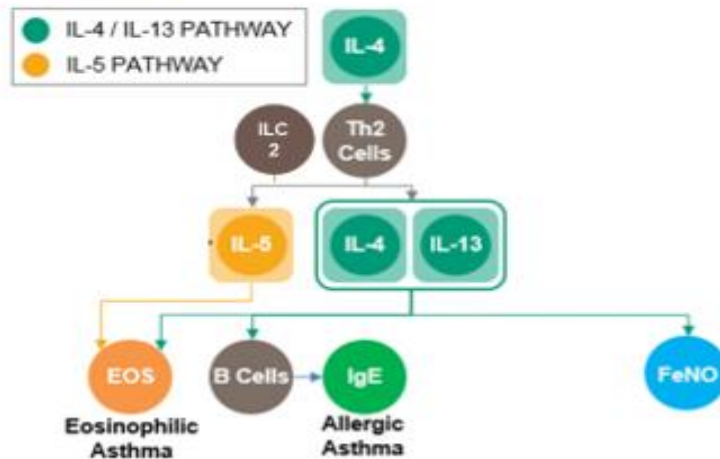 IL-4 / IL-13 PATHWAY
IL-5 PATHWAY
IL-4
ILC
2
Th2
Cells
IL-5
IL-4
IL-13
EOS
B Cells
IgE
FeNO
Eosinophilic
Asthma
Allergic
Asthma